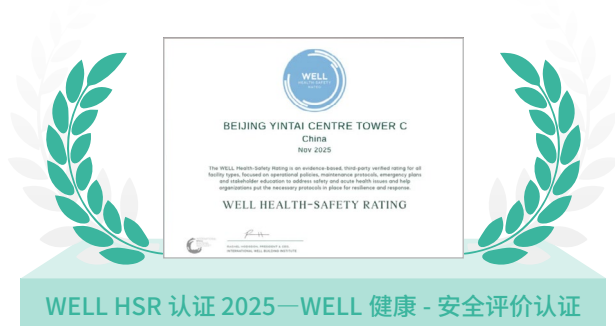 WELL
HEALTH-SAFETY
BEIJING YINTAI CENTRE TOWER C
China
Nov 2025
The WELL Health-Safety Rating is an evidence-based, third-party verified rating for all
facility types, focused on operational policies, maintenance protocols, emergency plans
and stakeholder education to address safety and acute health issues and help
organizations put the necessary protocols in place for resilience and response.
WELL HEALTH-SAFETY RATING
INTERNATIONAL WELL BUILDING INSTITUTE
WELL HSR 认证 2025—WELL 健康 - 安全评价认证